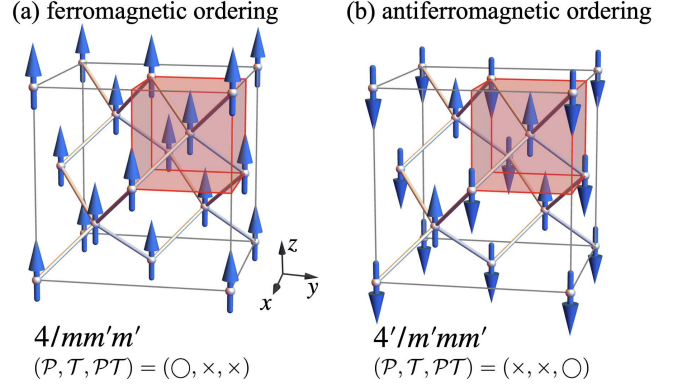 (a) ferromagnetic ordering
(b) antiferromagnetic ordering
z
y
x
4/mm′m′
(𝒫, 𝒯, 𝒫𝒯) = (◯, ×, ×)
4′/m′mm′
(𝒫, 𝒯, 𝒫𝒯) = (×, ×, ◯)